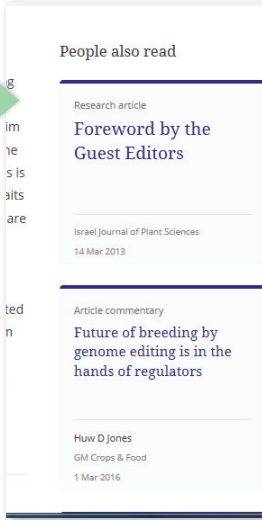 People also read
Research article
Foreword by the
Guest Editors
Israel Journal of Plant Sciences
14 Mar 2013
Article commentary
Future of breeding by
genome editing is in the
hands of regulators
Huw D Jones
GM Crops & Food
1 Mar 2016